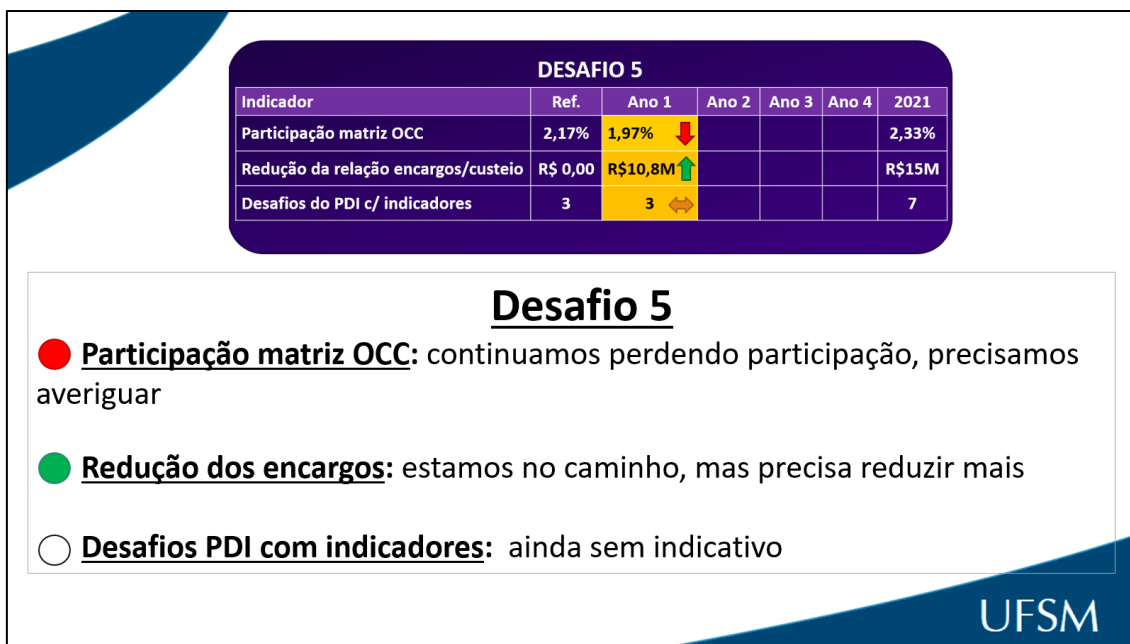 DESAFIO 5
Indicador Ref. Ano 1 Ano 2 Ano 3 Ano 4 2021
Participação matriz OCC 2,17% 1,97% 2,33%
Redução da relação encargos/custeio R$ 0,00 R$10,8M R$15M
Desafios do PDI c/ indicadores 3 3 7
Desafio 5
Participação matriz OCC: continuamos perdendo participação, precisamos
averiguar
Redução dos encargos: estamos no caminho, mas precisa reduzir mais
Desafios PDI com indicadores: ainda sem indicativo
UFSM